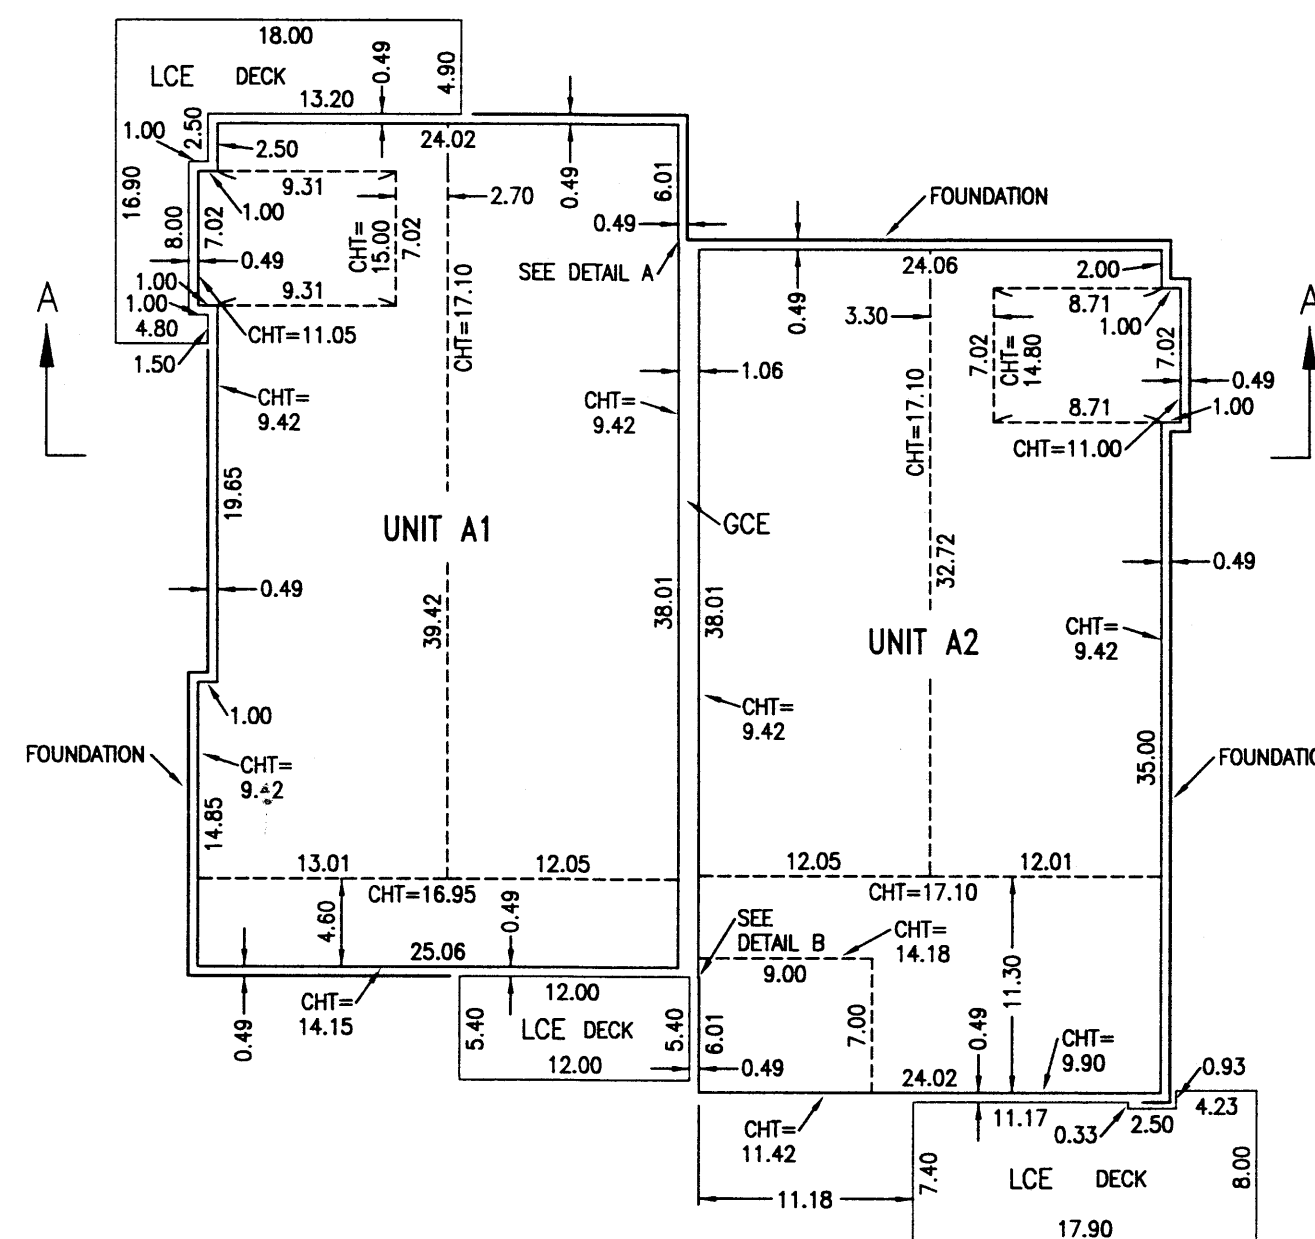 18.00
LCE DECK
0.49
4.90
13.20
1.00
2.50
24.02
2.50
9.31
2.70
0.49
6.01
FOUNDATION
16.90
8.00
7.02
1.00
CHT=
15.00
7.02
0.49
0.49
SEE DETAIL A
24.06
2.00
1.00
1.00
9.31
CHT=17.10
0.49
3.30
8.71
1.00
A
A
4.80
CHT=11.05
7.02
CHT=
14.80
7.02
1.50
1.06
0.49
CHT=
9.42
CHT=
9.42
CHT=17.10
8.71
1.00
CHT=11.00
19.65
UNIT A1
GCE
32.72
0.49
0.49
39.42
38.01
38.01
UNIT A2
CHT=
9.42
1.00
CHT=
9.42
FOUNDATION
CHT=
14.85
35.00
FOUNDATIO
13.01
12.05
12.05
12.01
CHT=16.95
CHT=17.10
4.60
0.49
SEE
DETAIL B
CHT=
14.18
25.06
9.00
11.30
CHT=
14.15
0.49
12.00
5.40
LCE DECK
5.40
12.00
6.01
7.00
0.49
0.49
CHT=
9.90
24.02
0.93
4.23
CHT=
11.42
11.17
0.33
2.50
7.40
LCE DECK
8.00
11.18
17.90